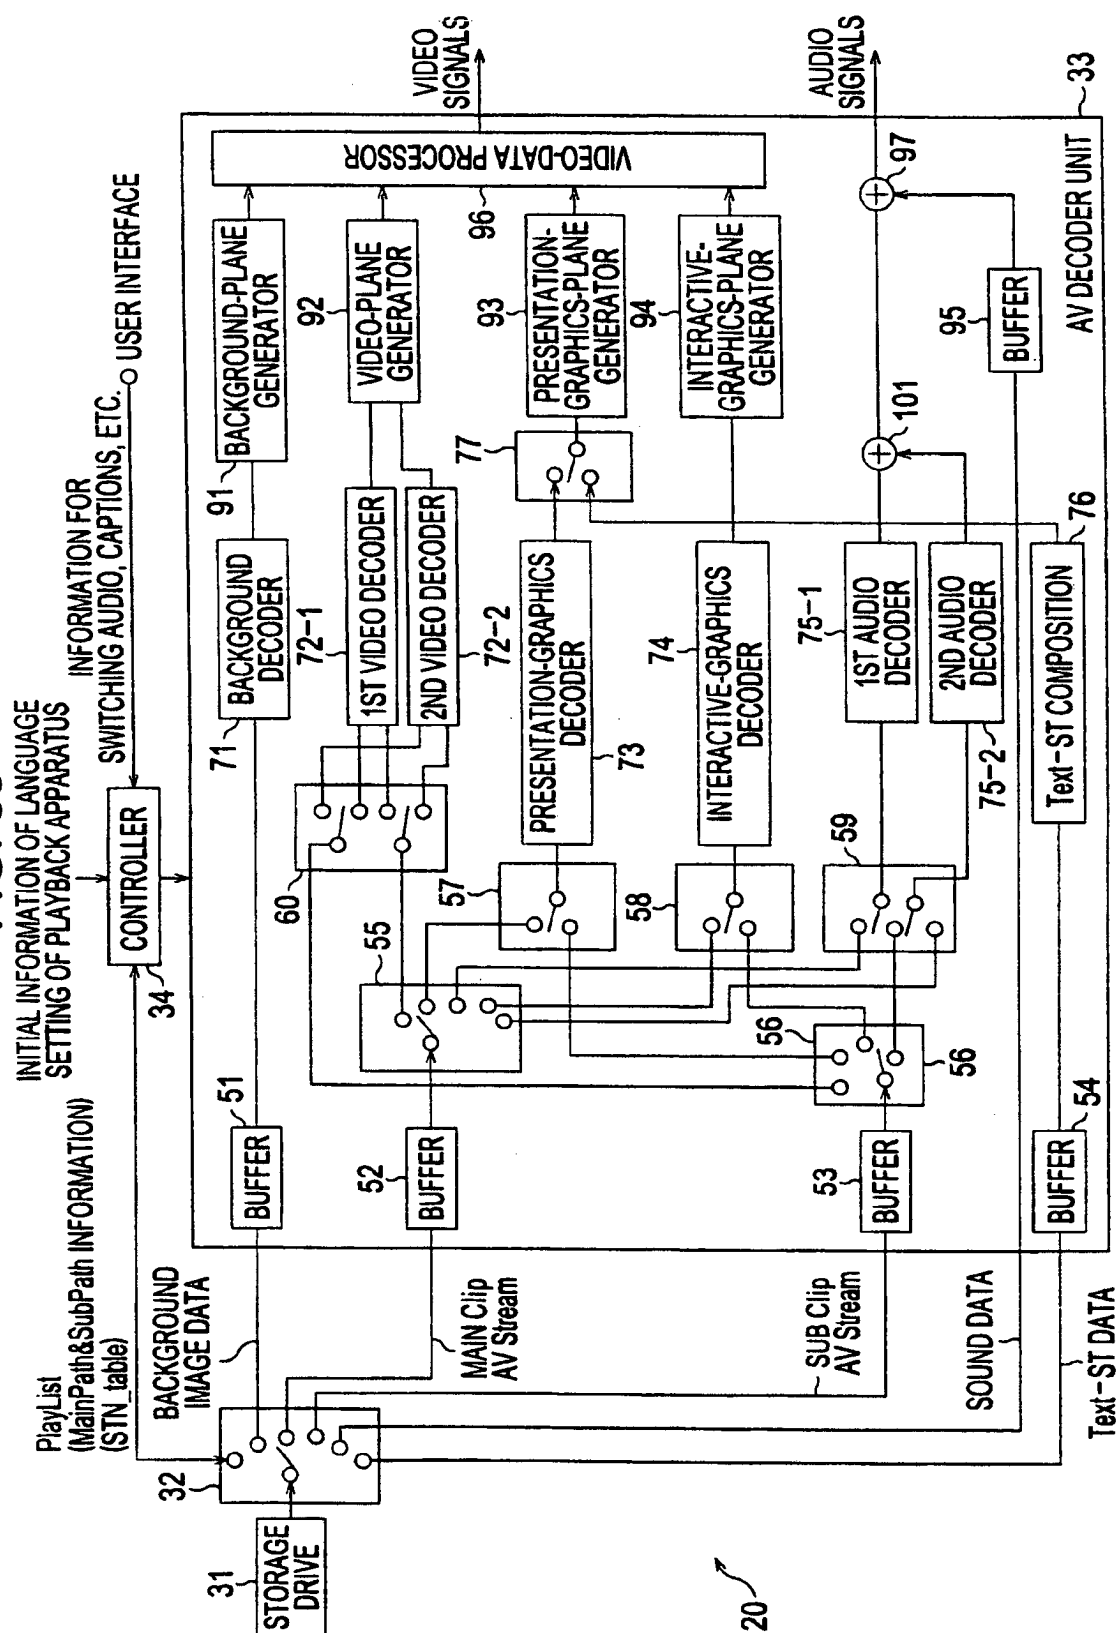 INITIAL INFORMATION OF LANGUAGE
SETTING OF PLAYBACK APPARATUS
INFORMATION FOR
SWITCHING AUDIO, CAPTIONS, ETC.
USER INTERFACE
PlayList
(MainPath&SubPath INFORMATION)
(STN_table)
34
CONTROLLER
31
STORAGE
DRIVE
32
BACKGROUND
IMAGE DATA
MAIN Clip
AV Stream
SUB Clip
AV Stream
SOUND DATA
Text-ST DATA
51
BUFFER
52
BUFFER
53
BUFFER
54
BUFFER
55
56
56
57
58
59
60
71
BACKGROUND
DECODER
72-1
1ST VIDEO DECODER
2ND VIDEO DECODER
72-2
PRESENTATION-GRAPHICS
DECODER
73
74
INTERACTIVE-GRAPHICS
DECODER
75-1
1ST AUDIO
DECODER
2ND AUDIO
DECODER
75-2
76
Text-ST COMPOSITION
77
91
BACKGROUND-PLANE
GENERATOR
92
VIDEO-PLANE
GENERATOR
93
PRESENTATION-
GRAPHICS-PLANE
GENERATOR
94
INTERACTIVE-
GRAPHICS-PLANE
GENERATOR
95
BUFFER
96
VIDEO-DATA PROCESSOR
97
101
VIDEO
SIGNALS
AUDIO
SIGNALS
33
AV DECODER UNIT
20